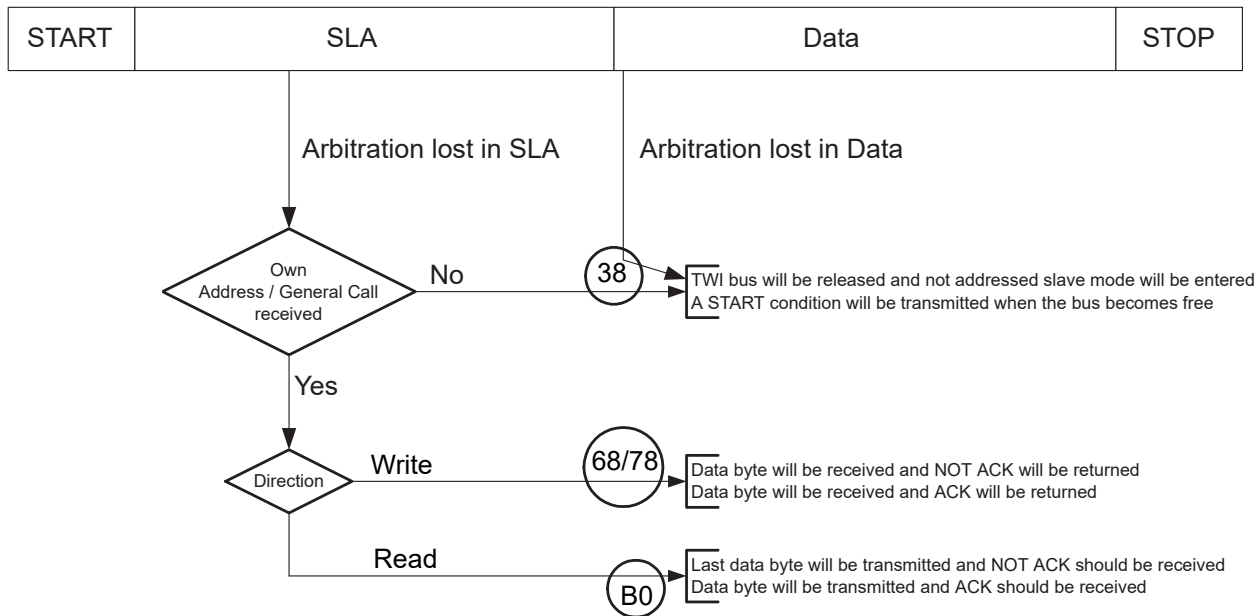 START
SLA
Data
STOP
Arbitration lost in SLA
Arbitration lost in Data
Own
Address / General Call
received
No
38
TWI bus will be released and not addressed slave mode will be entered
A START condition will be transmitted when the bus becomes free
Yes
Direction
Write
68/78
Data byte will be received and NOT ACK will be returned
Data byte will be received and ACK will be returned
Read
B0
Last data byte will be transmitted and NOT ACK should be received
Data byte will be transmitted and ACK should be received